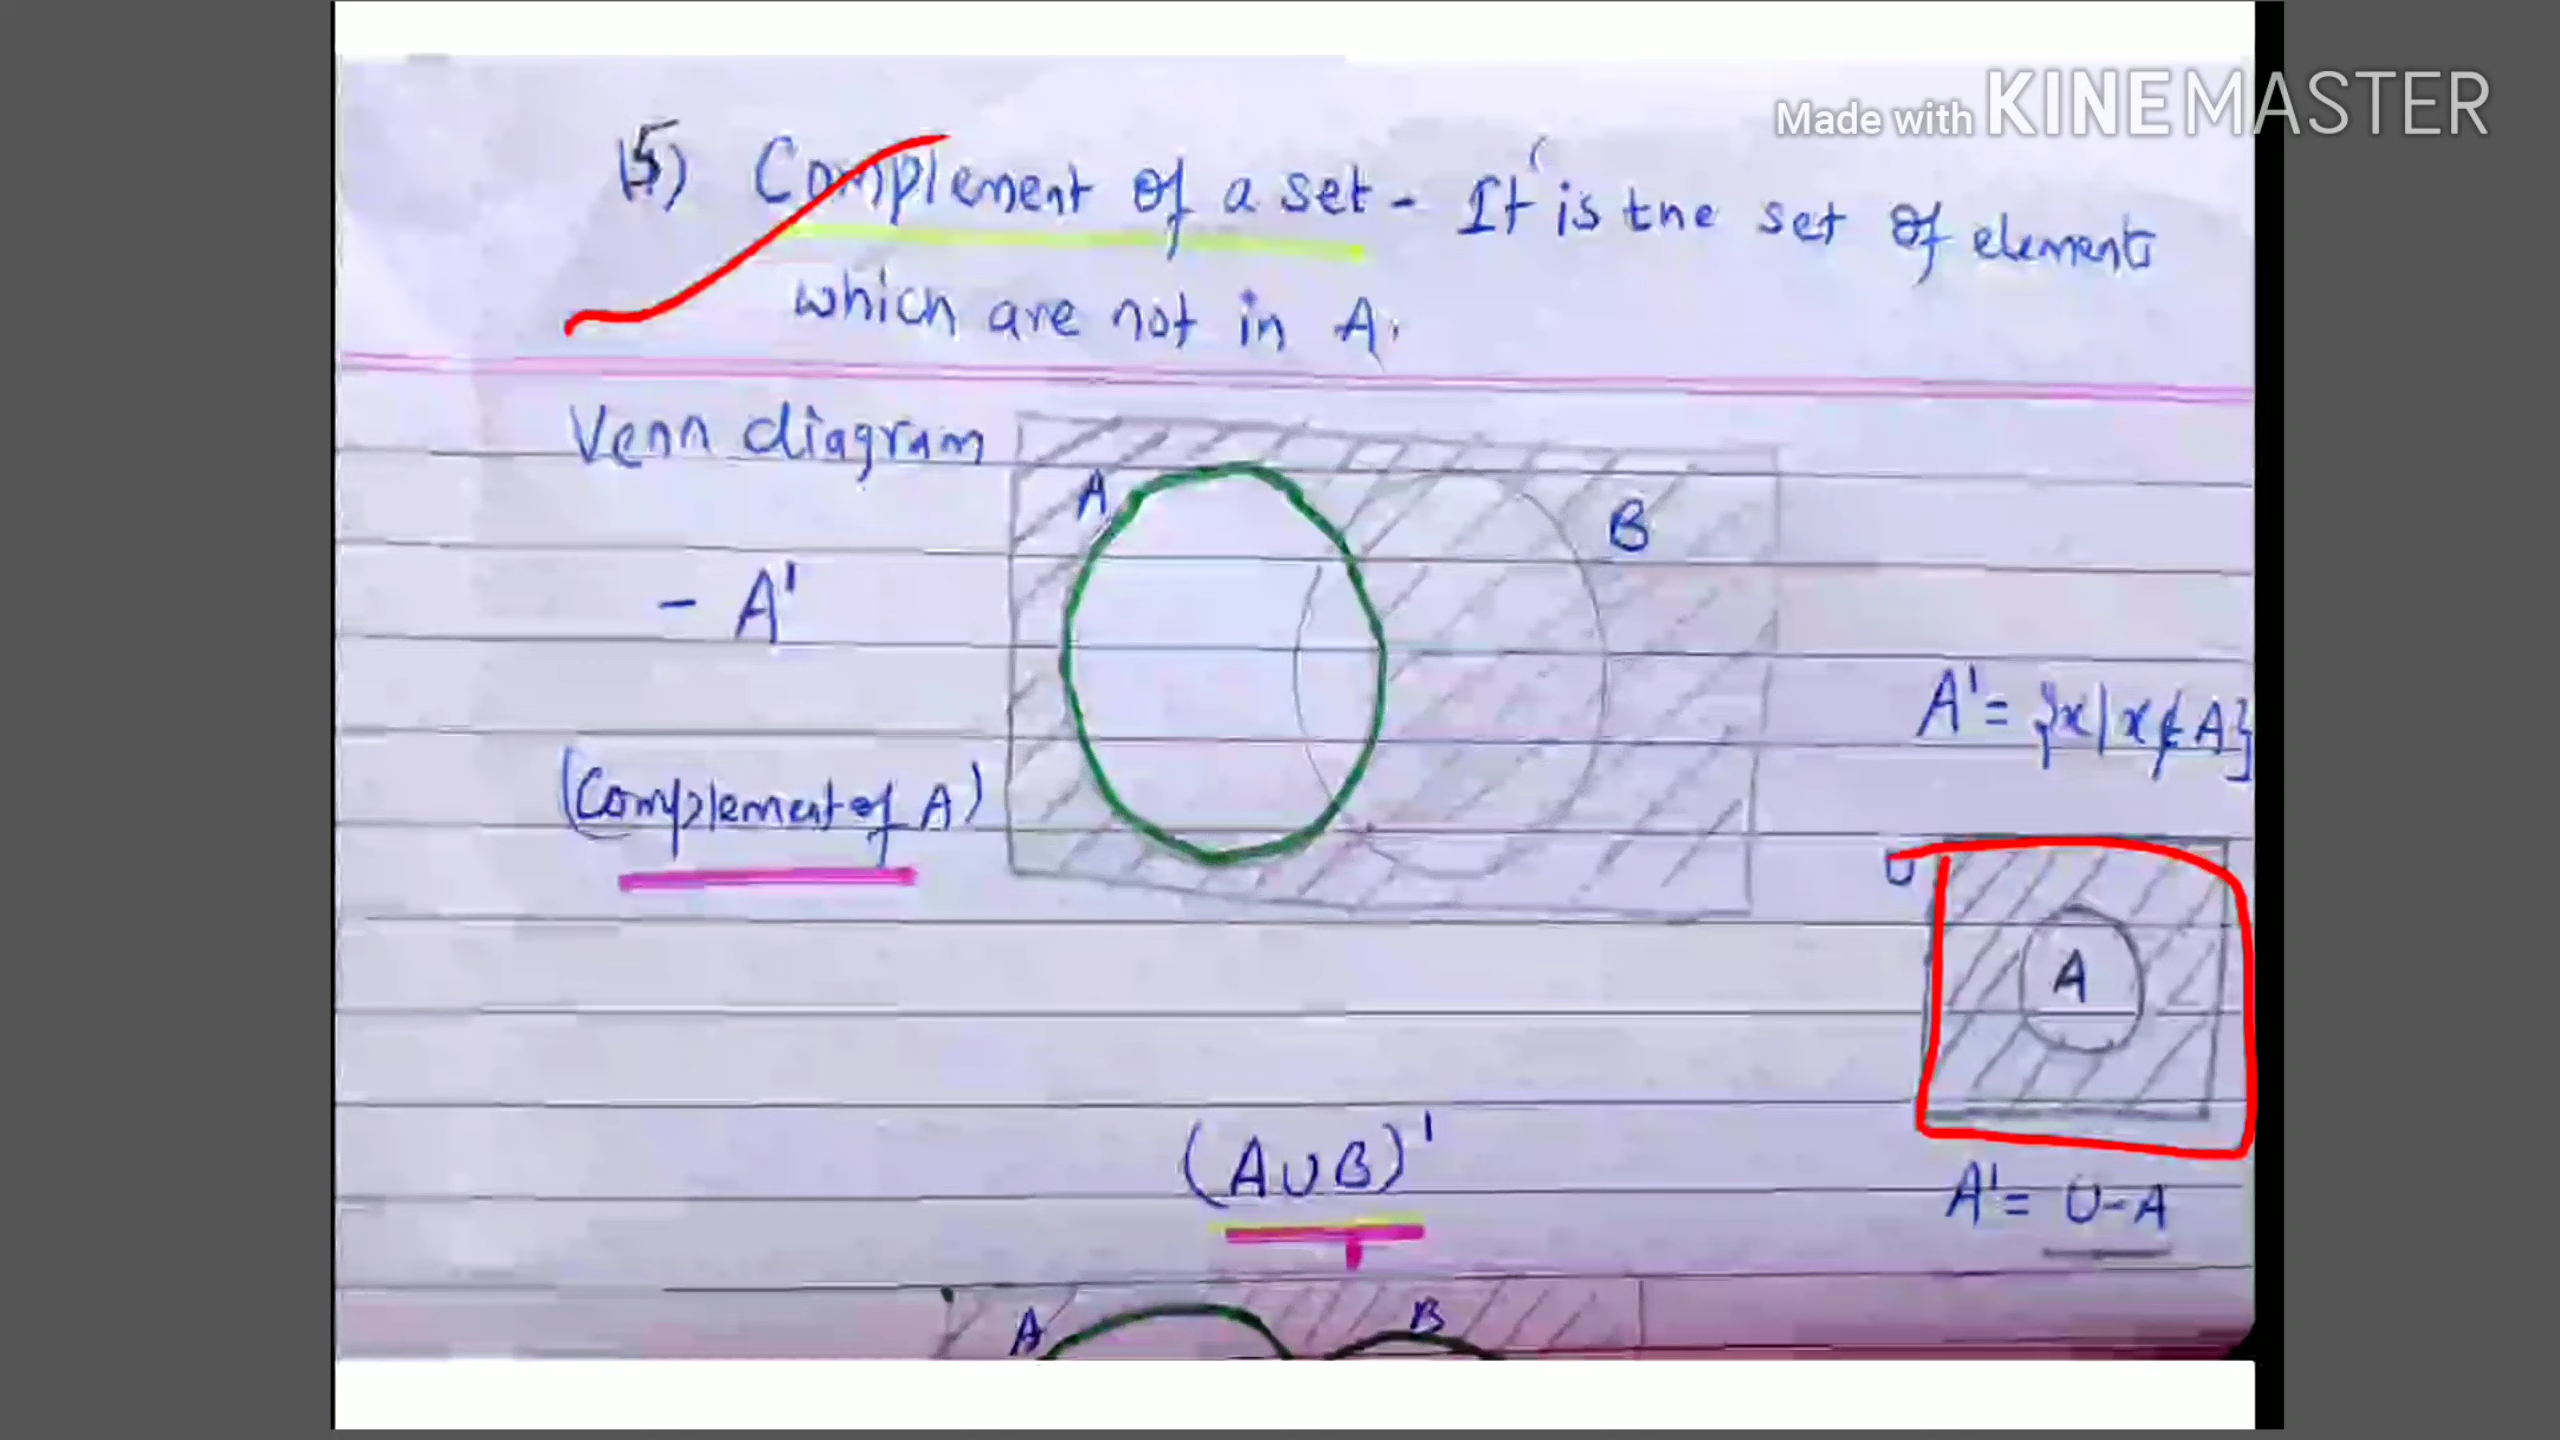 Made with KINEMASTER
(5) Complement of a set - It is the set of elements
which are not in A.
Venn diagram
A
B
- A'
A' = {x | x ∉ A}
(Complement of A)
U
A
(A ∪ B)'
A' = U - A
A
B